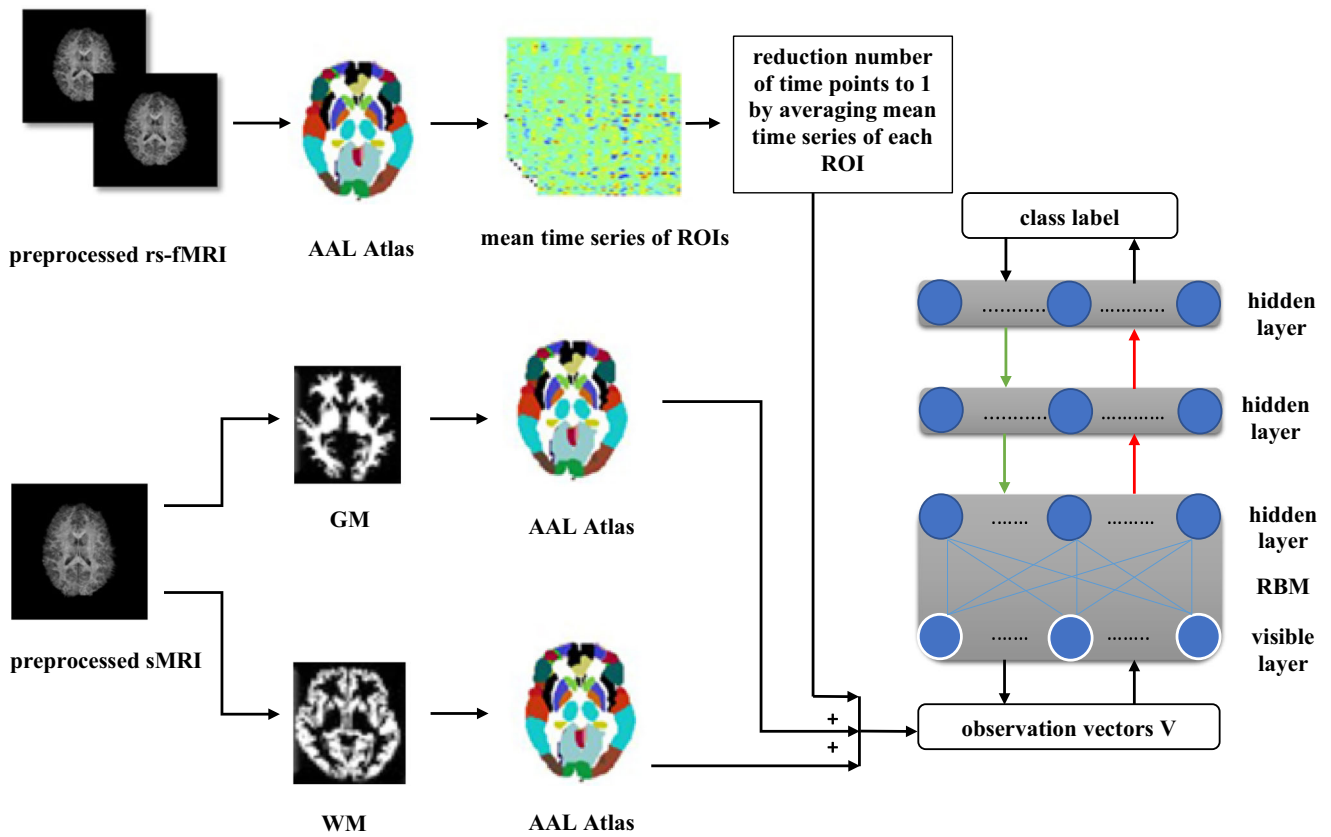 preprocessed rs-fMRI
AAL Atlas
mean time series of ROIs
reduction number
of time points to 1
by averaging mean
time series of each
ROI
preprocessed sMRI
GM
AAL Atlas
WM
AAL Atlas
+
+
class label
............ ............
hidden
layer
............ ............
hidden
layer
....... .........
hidden
layer
RBM
....... ........
visible
layer
observation vectors V